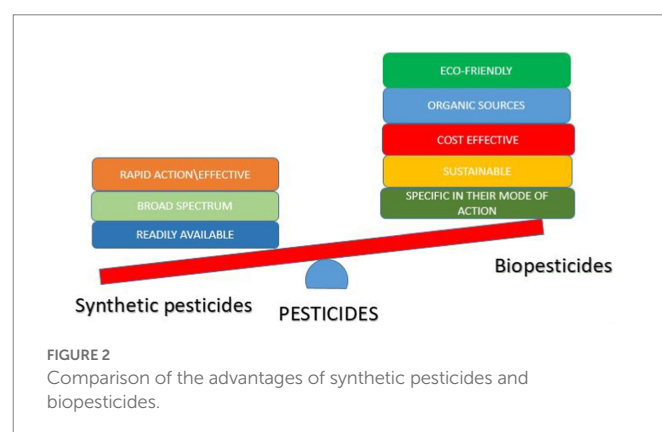 ECO-FRIENDLY
ORGANIC SOURCES
COST EFFECTIVE
SUSTAINABLE
SPECIFIC IN THEIR MODE OF
ACTION
RAPID ACTION\EFFECTIVE
BROAD SPECTRUM
READILY AVAILABLE
Biopesticides
Synthetic pesticides
PESTICIDES
FIGURE 2
Comparison of the advantages of synthetic pesticides and
biopesticides.